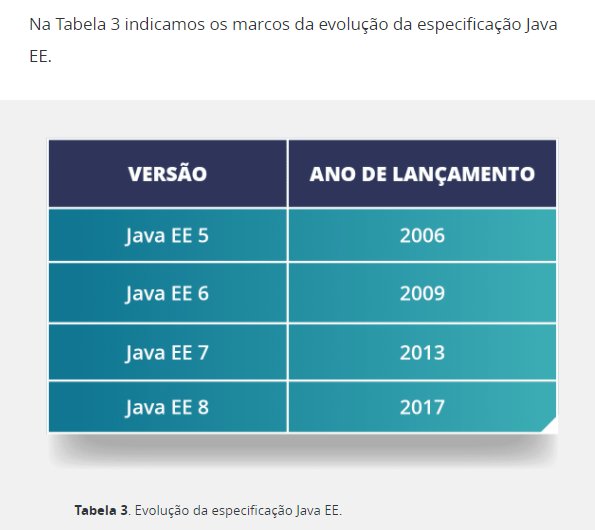 Na Tabela 3 indicamos os marcos da evolução da especificação Java
EE.
VERSÃO ANO DE LANÇAMENTO
Java EE 5 2006
Java EE 6 2009
Java EE 7 2013
Java EE 8 2017
Tabela 3. Evolução da especificação Java EE.